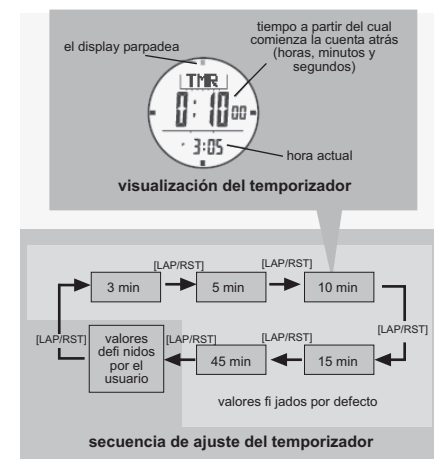 el display parpadea
tiempo a partir del cual
comienza la cuenta atrás
(horas, minutos y
segundos)
TMR
0:10 00
3:05
hora actual
visualización del temporizador
[LAP/RST]
[LAP/RST]
3 min
5 min
10 min
[LAP/RST]
[LAP/RST]
valores
defi nidos
por el
usuario
[LAP/RST]
45 min
[LAP/RST]
15 min
valores fi jados por defecto
secuencia de ajuste del temporizador